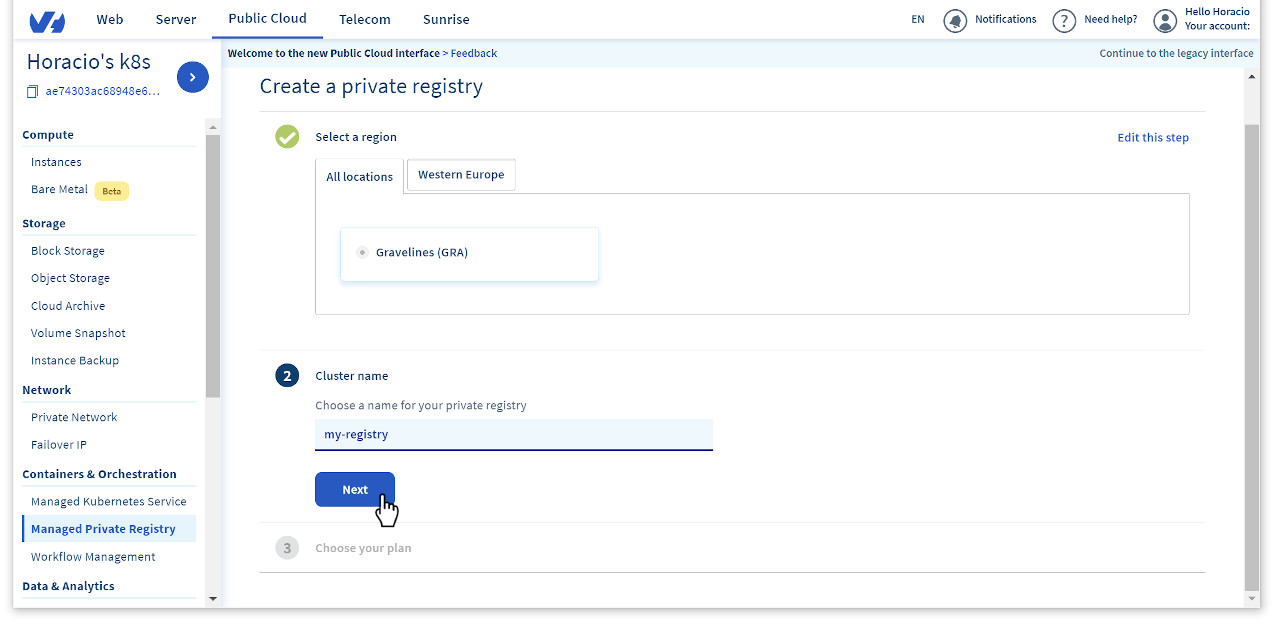 Web Server Public Cloud Telecom Sunrise EN Notifications ? Need help? Hello Horacio
Your account:
Horacio's k8s
ae74303ac68948e6...
Compute
Instances
Bare Metal Beta
Storage
Block Storage
Object Storage
Cloud Archive
Volume Snapshot
Instance Backup
Network
Private Network
Failover IP
Containers & Orchestration
Managed Kubernetes Service
Managed Private Registry
Workflow Management
Data & Analytics
Welcome to the new Public Cloud interface > Feedback Continue to the legacy interface
Create a private registry
Select a region Edit this step
All locations Western Europe
Gravelines (GRA)
2 Cluster name
Choose a name for your private registry
my-registry
Next
3 Choose your plan